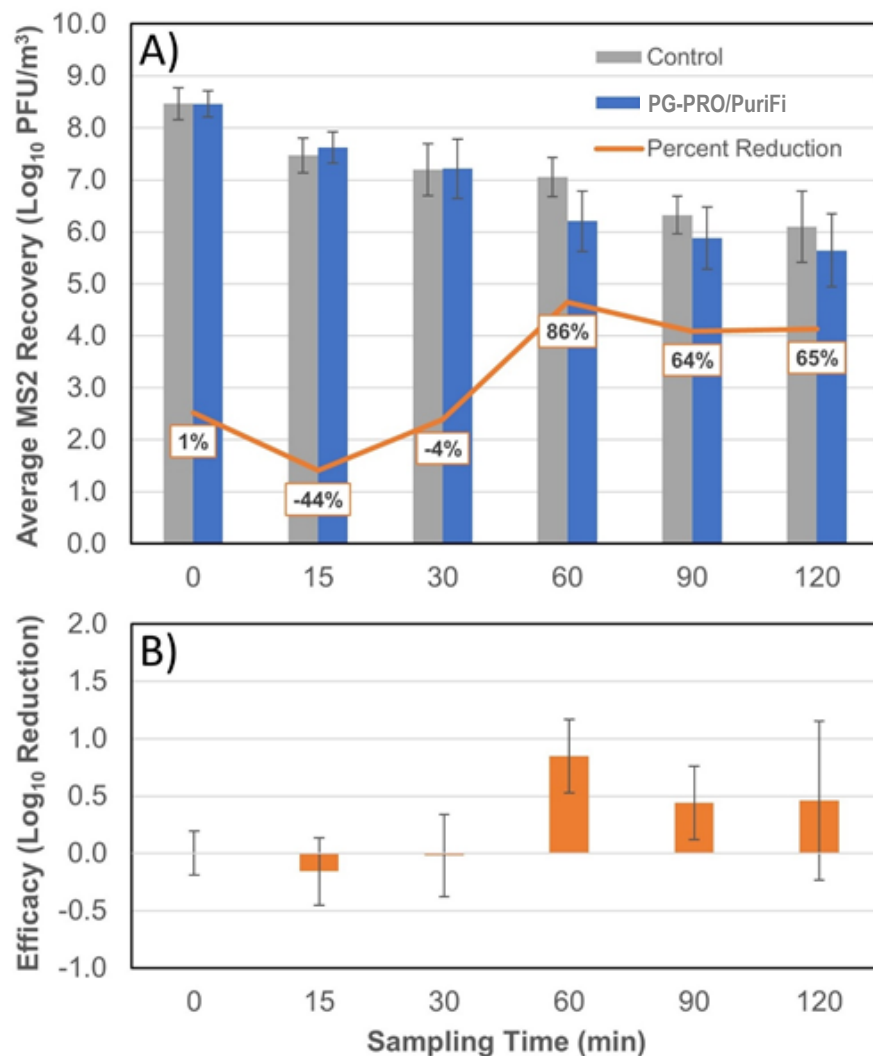 A)
Control
PG-PRO/PuriFi
Percent Reduction
Average MS2 Recovery (Log₁₀ PFU/m³)
10.0
9.0
8.0
7.0
6.0
5.0
4.0
3.0
2.0
1.0
0.0
1%
-44%
-4%
86%
64%
65%
0 15 30 60 90 120
B)
Efficacy (Log₁₀ Reduction)
2.0
1.5
1.0
0.5
0.0
-0.5
-1.0
0 15 30 60 90 120
Sampling Time (min)